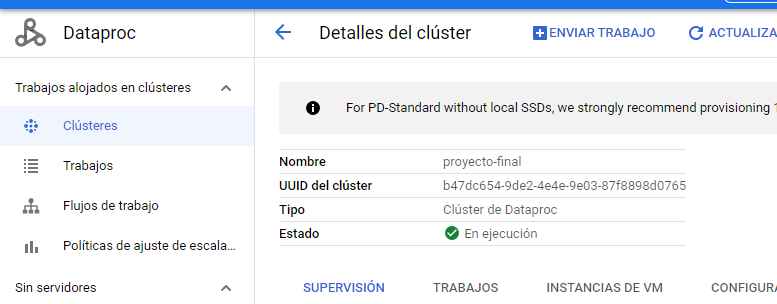 Dataproc
Detalles del clúster
ENVIAR TRABAJO
ACTUALIZA
Trabajos alojados en clústeres
Clústeres
Trabajos
Flujos de trabajo
Políticas de ajuste de escala...
Sin servidores
For PD-Standard without local SSDs, we strongly recommend provisioning 1
Nombre proyecto-final
UUID del clúster b47dc654-9de2-4e4e-9e03-87f8898d0765
Tipo Clúster de Dataproc
Estado En ejecución
SUPERVISIÓN TRABAJOS INSTANCIAS DE VM CONFIGURA